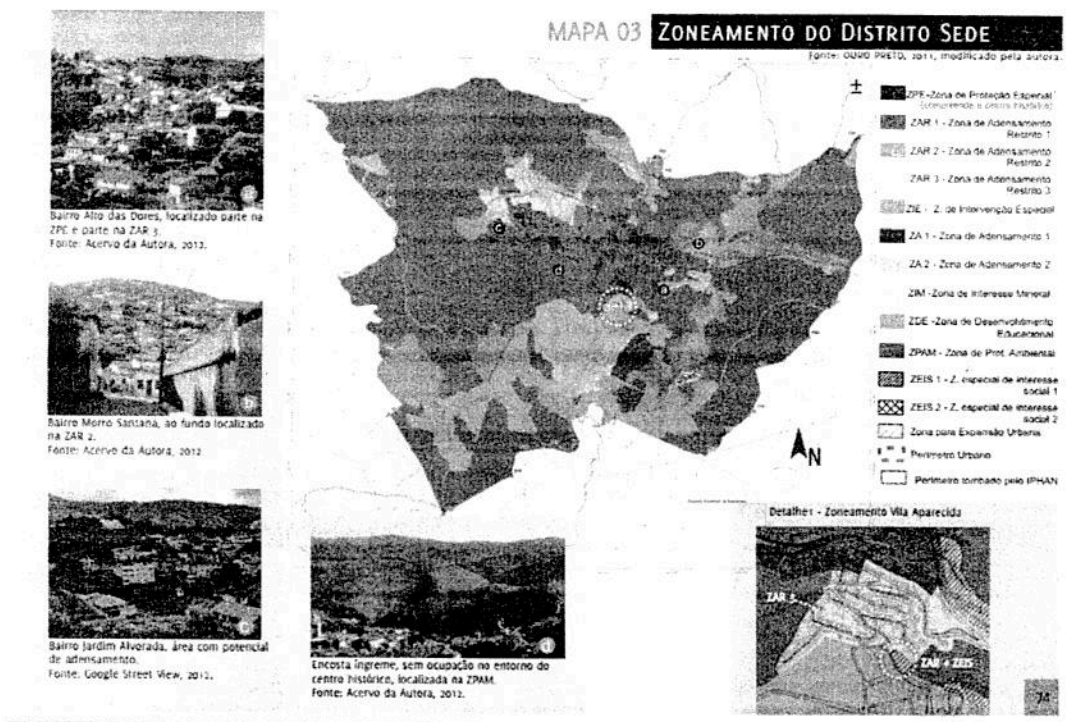 MAPA 03 ZONEAMENTO DO DISTRITO SEDE
Fonte: OURO PRETO, 2011, modificado pela autora.
a
Bairro Alto das Dores, localizado parte na
ZPE e parte na ZAR 3.
Fonte: Acervo da Autora, 2012.
b
Bairro Morro Santana, ao fundo localizado
na ZAR 2.
Fonte: Acervo da Autora, 2012
c
Bairro Jardim Alvorada, área com potencial
de adensamento.
Fonte: Google Street View, 2012.
d
Encosta íngreme, sem ocupação no entorno do
centro histórico, localizada na ZPAM.
Fonte: Acervo da Autora, 2012.
c
b
d
a
N
±
ZPE -Zona de Proteção Especial
(compreende o centro histórico)
ZAR 1 - Zona de Adensamento
Restrito 1
ZAR 2 - Zona de Adensamento
Restrito 2
ZAR 3 - Zona de Adensamento
Restrito 3
ZIE - Z. de Intervenção Especial
ZA 1 - Zona de Adensamento 1
ZA 2 - Zona de Adensamento 2
ZIM -Zona de Interesse Mineral
ZDE -Zona de Desenvolvimento
Educacional
ZPAM - Zona de Prot. Ambiental
ZEIS 1 - Z. especial de interesse
social 1
ZEIS 2 - Z. especial de interesse
social 2
Zona para Expansão Urbana
Perímetro Urbano
Perímetro tombado pelo IPHAN
Detalhe1 - Zoneamento Vila Aparecida
ZAR 3
ZAR + ZEIS
74